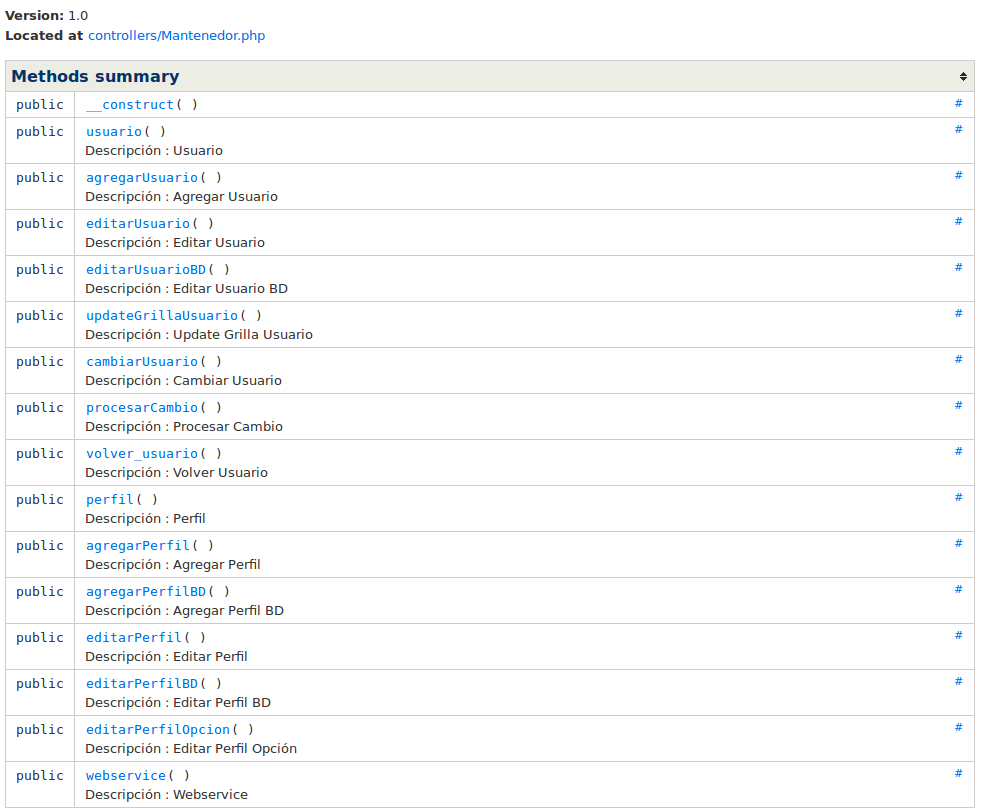 Version: 1.0
Located at controllers/Mantenedor.php
Methods summary
public __construct( ) #
public usuario( ) #
Descripción : Usuario
public agregarUsuario( ) #
Descripción : Agregar Usuario
public editarUsuario( ) #
Descripción : Editar Usuario
public editarUsuarioBD( ) #
Descripción : Editar Usuario BD
public updateGrillaUsuario( ) #
Descripción : Update Grilla Usuario
public cambiarUsuario( ) #
Descripción : Cambiar Usuario
public procesarCambio( ) #
Descripción : Procesar Cambio
public volver_usuario( ) #
Descripción : Volver Usuario
public perfil( ) #
Descripción : Perfil
public agregarPerfil( ) #
Descripción : Agregar Perfil
public agregarPerfilBD( ) #
Descripción : Agregar Perfil BD
public editarPerfil( ) #
Descripción : Editar Perfil
public editarPerfilBD( ) #
Descripción : Editar Perfil BD
public editarPerfilOpcion( ) #
Descripción : Editar Perfil Opción
public webservice( ) #
Descripción : Webservice